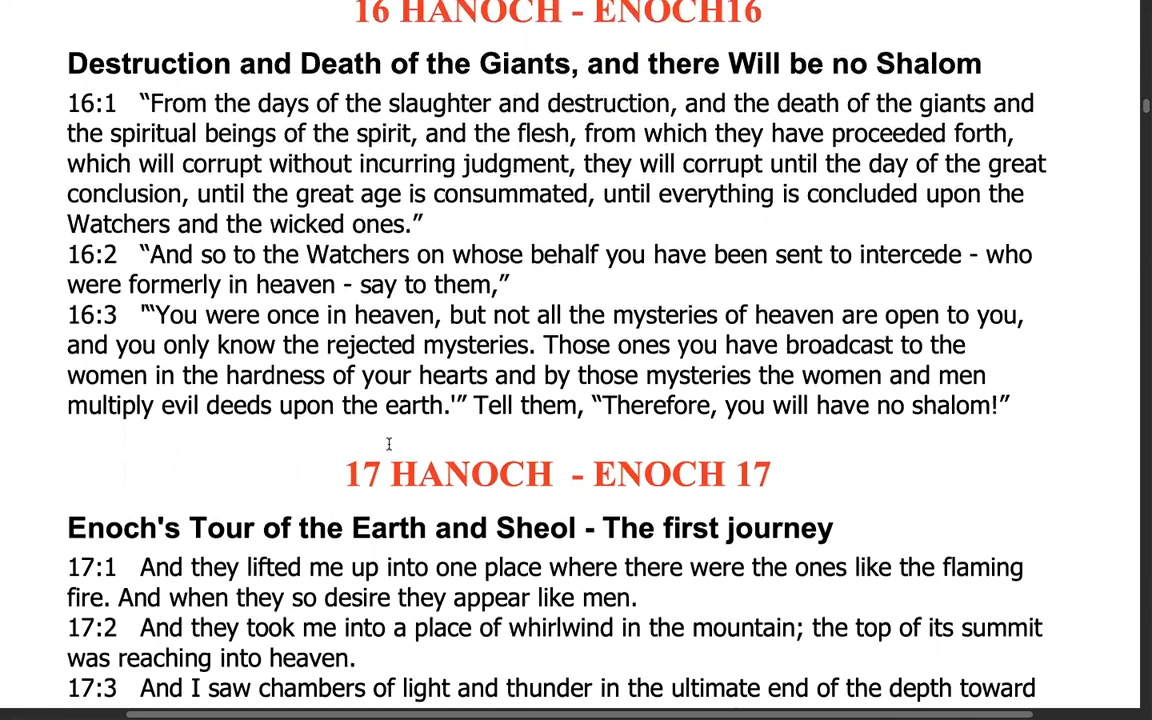 16 HANOCH - ENOCH16
Destruction and Death of the Giants, and there Will be no Shalom
16:1 “From the days of the slaughter and destruction, and the death of the giants and
the spiritual beings of the spirit, and the flesh, from which they have proceeded forth,
which will corrupt without incurring judgment, they will corrupt until the day of the great
conclusion, until the great age is consummated, until everything is concluded upon the
Watchers and the wicked ones.”
16:2 “And so to the Watchers on whose behalf you have been sent to intercede - who
were formerly in heaven - say to them,”
16:3 "‘You were once in heaven, but not all the mysteries of heaven are open to you,
and you only know the rejected mysteries. Those ones you have broadcast to the
women in the hardness of your hearts and by those mysteries the women and men
multiply evil deeds upon the earth.'” Tell them, “Therefore, you will have no shalom!”
17 HANOCH - ENOCH 17
Enoch's Tour of the Earth and Sheol - The first journey
17:1 And they lifted me up into one place where there were the ones like the flaming
fire. And when they so desire they appear like men.
17:2 And they took me into a place of whirlwind in the mountain; the top of its summit
was reaching into heaven.
17:3 And I saw chambers of light and thunder in the ultimate end of the depth toward